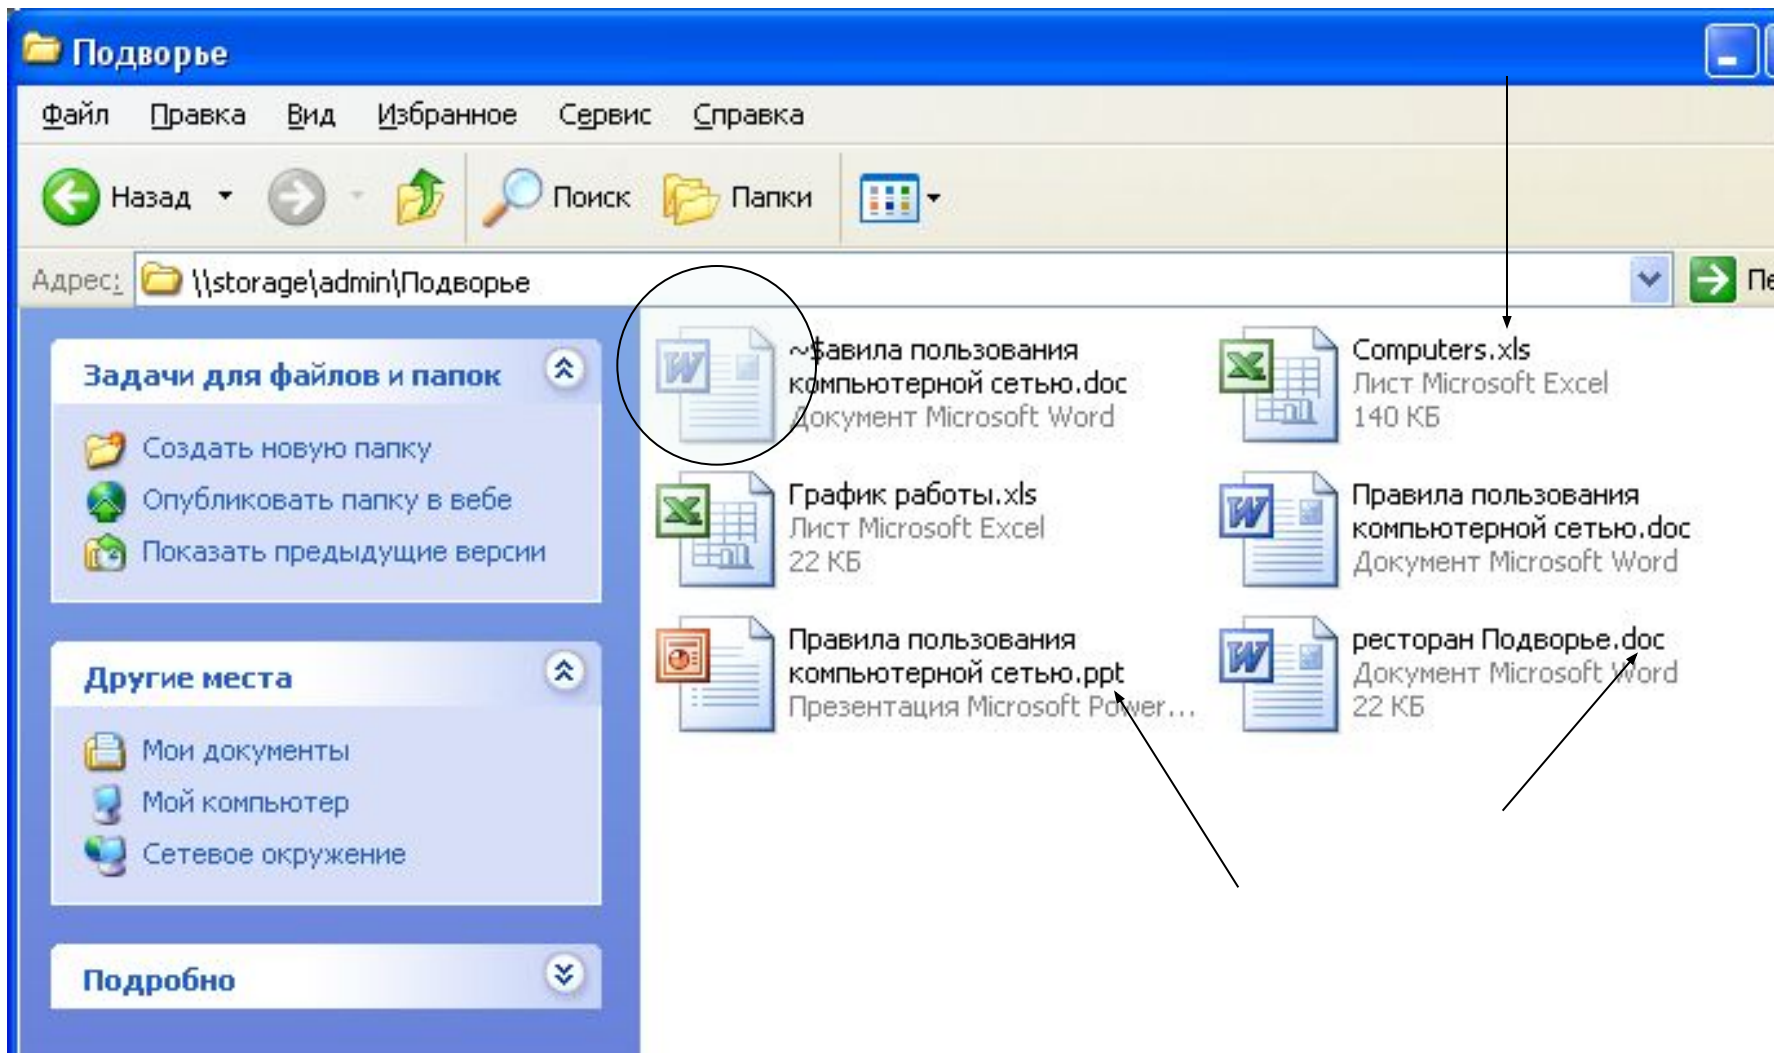 Подворье
Файл Правка Вид Избранное Сервис Справка
Назад Поиск Папки
Адрес: \\storage\admin\Подворье
Задачи для файлов и папок
Создать новую папку
Опубликовать папку в вебе
Показать предыдущие версии
Другие места
Мои документы
Мой компьютер
Сетевое окружение
Подробно
~$авила пользования
компьютерной сетью.doc
Документ Microsoft Word
Computers.xls
Лист Microsoft Excel
140 КБ
График работы.xls
Лист Microsoft Excel
22 КБ
Правила пользования
компьютерной сетью.doc
Документ Microsoft Word
Правила пользования
компьютерной сетью.ppt
Презентация Microsoft Power...
ресторан Подворье.doc
Документ Microsoft Word
22 КБ